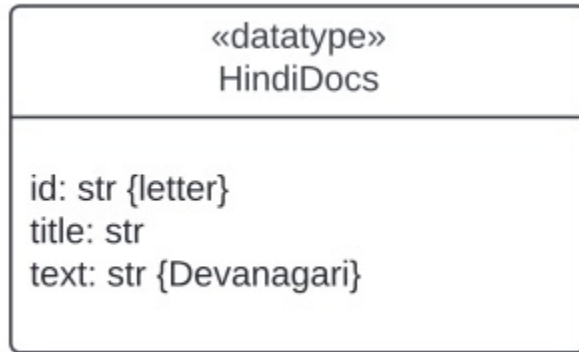 «datatype»
HindiDocs
id: str {letter}
title: str
text: str {Devanagari}